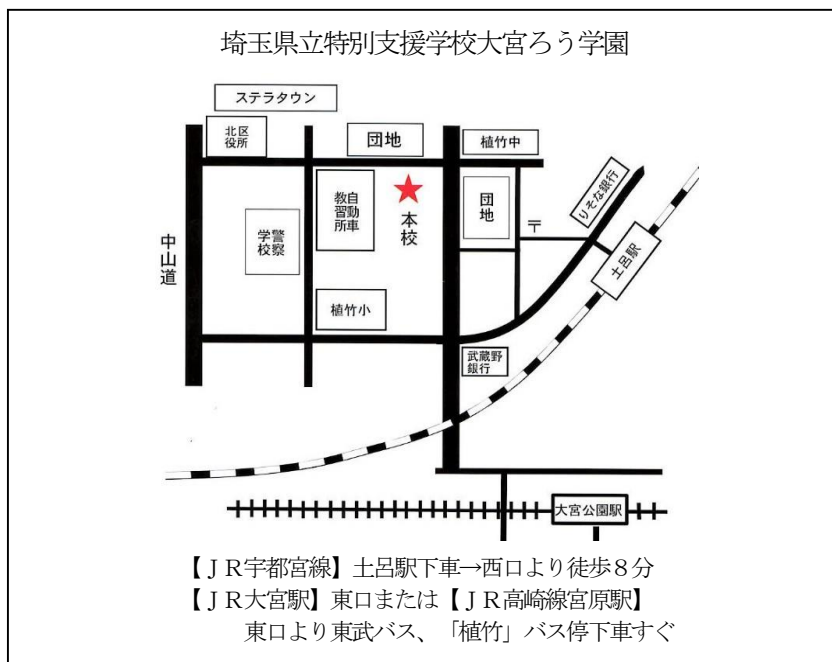 埼玉県立特別支援学校大宮ろう学園
ステラタウン
北区
役所
団地
植竹中
りそな銀行
自動車
教習所
本校
団地
〒
土呂駅
中山道
警察
学校
植竹小
武蔵野
銀行
大宮公園駅
【ＪＲ宇都宮線】土呂駅下車→西口より徒歩８分
【ＪＲ大宮駅】東口または【ＪＲ高崎線宮原駅】
東口より東武バス、「植竹」バス停下車すぐ